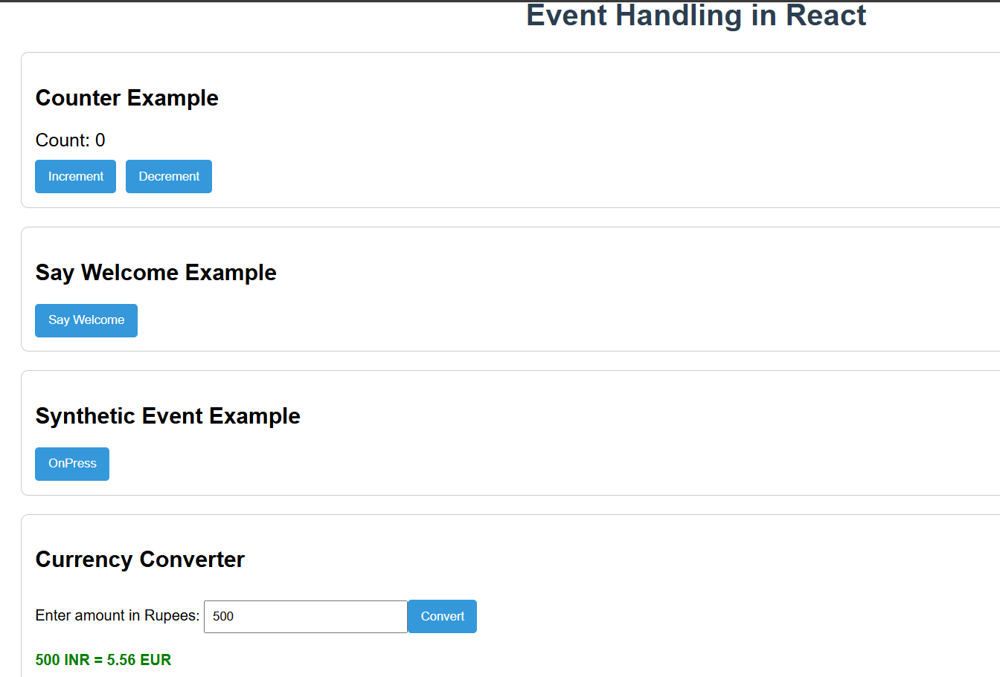 Event Handling in React
Counter Example
Count: 0
Increment Decrement
Say Welcome Example
Say Welcome
Synthetic Event Example
OnPress
Currency Converter
Enter amount in Rupees: 500 Convert
500 INR = 5.56 EUR